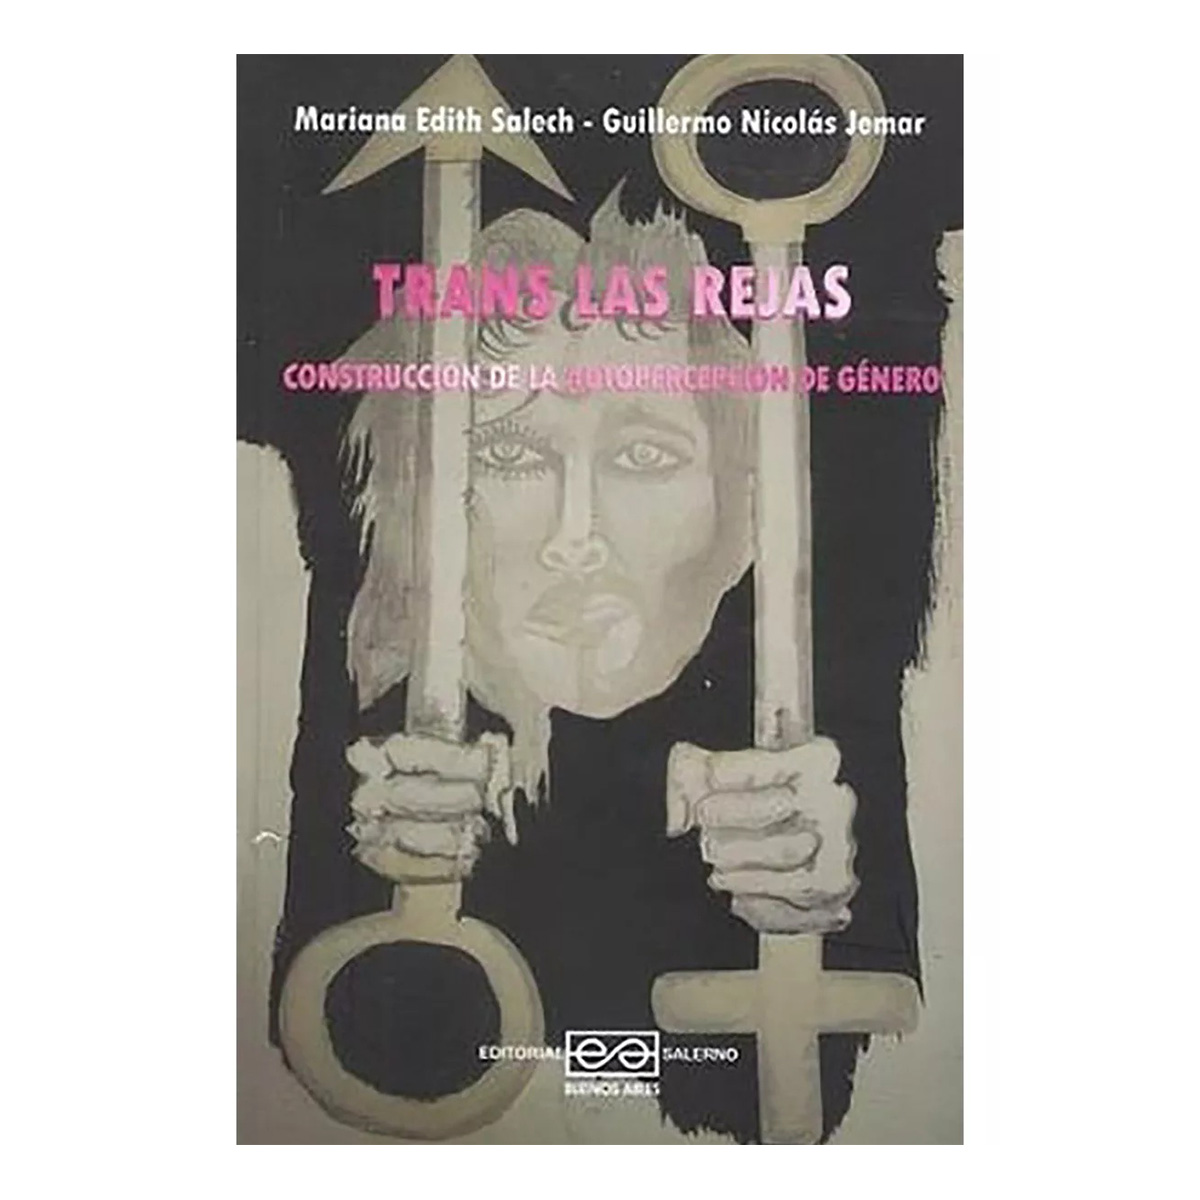 Mariana Edith Salech - Guillermo Nicolás Jemar
TRANS LAS REJAS
CONSTRUCCIÓN DE LA AUTOPERCEPCIÓN DE GÉNERO
EDITORIAL SALERNO
BUENOS AIRES